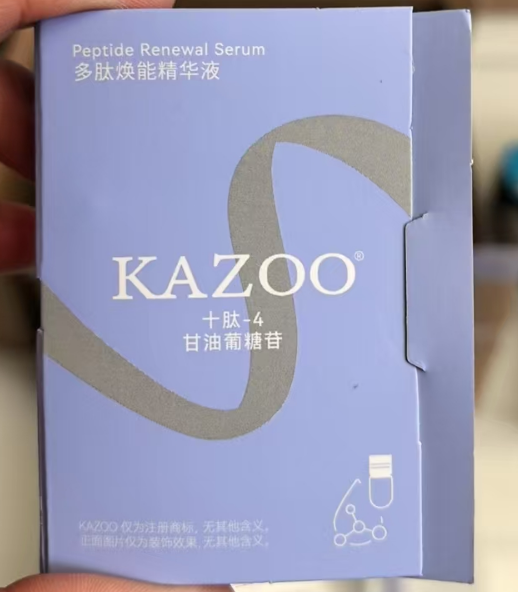 Peptide Renewal Serum
多肽焕能精华液
KAZOO®
十肽-4
甘油葡糖苷
KAZOO 仅为注册商标, 无其他含义。
正面图片仅为装饰效果, 无其他含义。